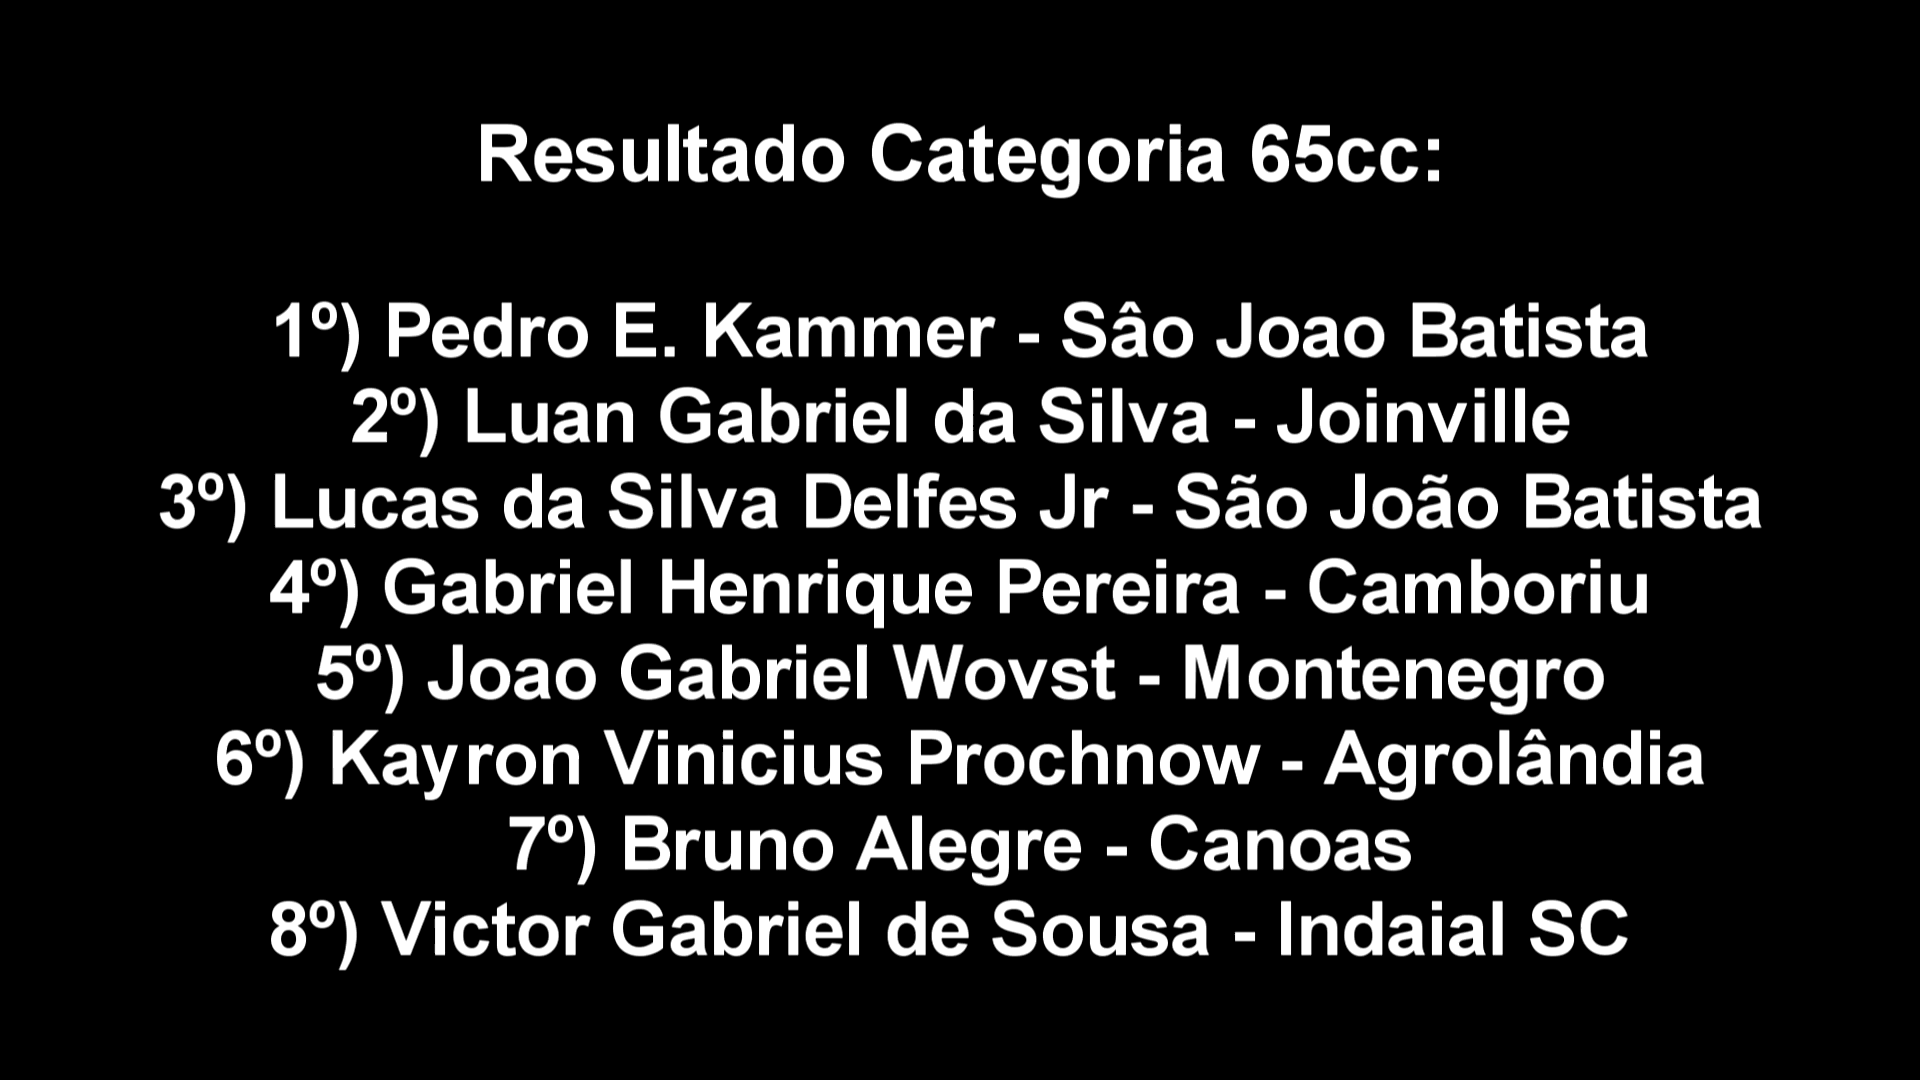 Resultado Categoria 65cc:
1º) Pedro E. Kammer - Sâo Joao Batista
2º) Luan Gabriel da Silva - Joinville
3º) Lucas da Silva Delfes Jr - São João Batista
4º) Gabriel Henrique Pereira - Camboriu
5º) Joao Gabriel Wovst - Montenegro
6º) Kayron Vinicius Prochnow - Agrolândia
7º) Bruno Alegre - Canoas
8º) Victor Gabriel de Sousa - Indaial SC